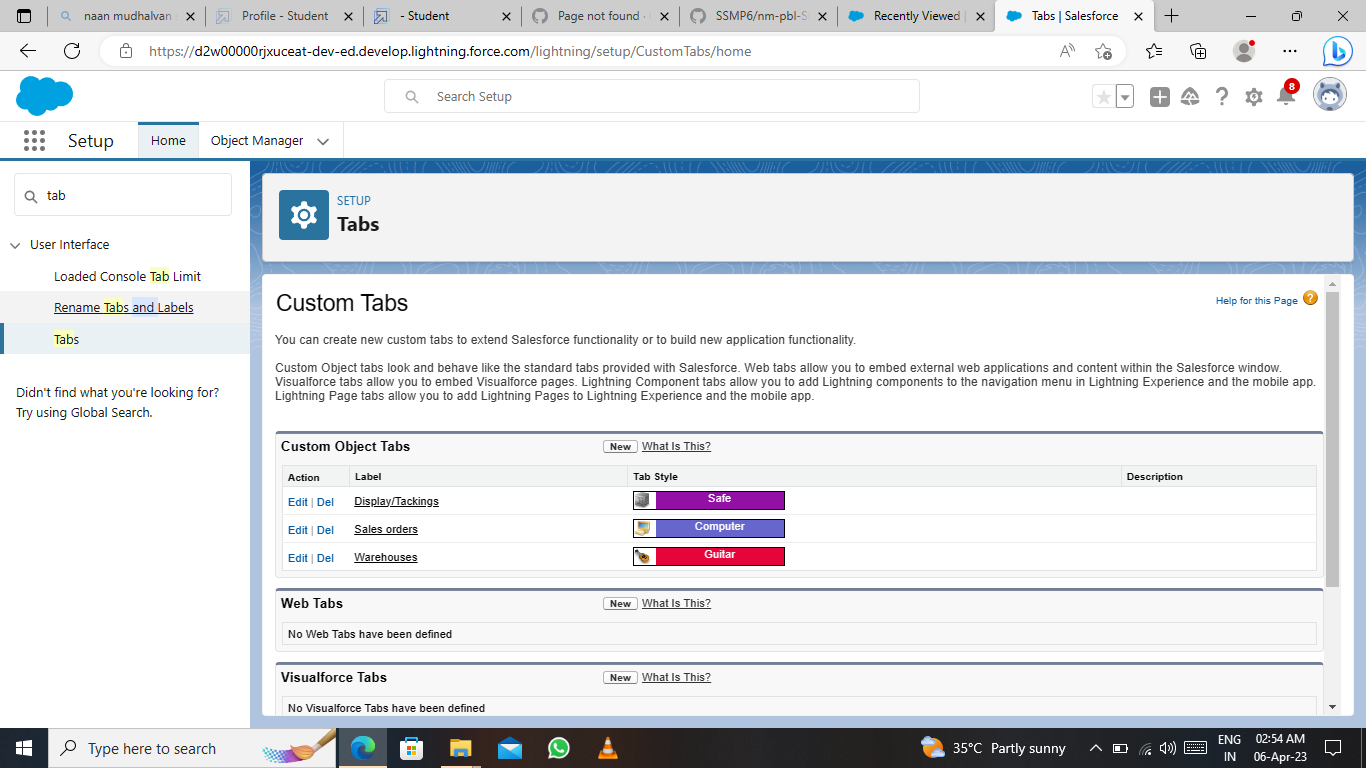 naan mudhalvan
Profile - Student
- Student
Page not found ·
SSMP6/nm-pbl-S
Recently Viewed |
Tabs | Salesforce
https://d2w00000rjxuceat-dev-ed.develop.lightning.force.com/lightning/setup/CustomTabs/home
Search Setup
8
Setup
Home
Object Manager
tab
User Interface
Loaded Console Tab Limit
Rename Tabs and Labels
Tabs
Didn't find what you're looking for?
Try using Global Search.
SETUP
Tabs
Custom Tabs
Help for this Page
You can create new custom tabs to extend Salesforce functionality or to build new application functionality.
Custom Object tabs look and behave like the standard tabs provided with Salesforce. Web tabs allow you to embed external web applications and content within the Salesforce window.
Visualforce tabs allow you to embed Visualforce pages. Lightning Component tabs allow you to add Lightning components to the navigation menu in Lightning Experience and the mobile app.
Lightning Page tabs allow you to add Lightning Pages to Lightning Experience and the mobile app.
Custom Object Tabs New What Is This?
Action Label Tab Style Description
Edit | Del Display/Tackings Safe
Edit | Del Sales orders Computer
Edit | Del Warehouses Guitar
Web Tabs New What Is This?
No Web Tabs have been defined
Visualforce Tabs New What Is This?
No Visualforce Tabs have been defined
Type here to search
35°C Partly sunny
ENG
IN
02:54 AM
06-Apr-23